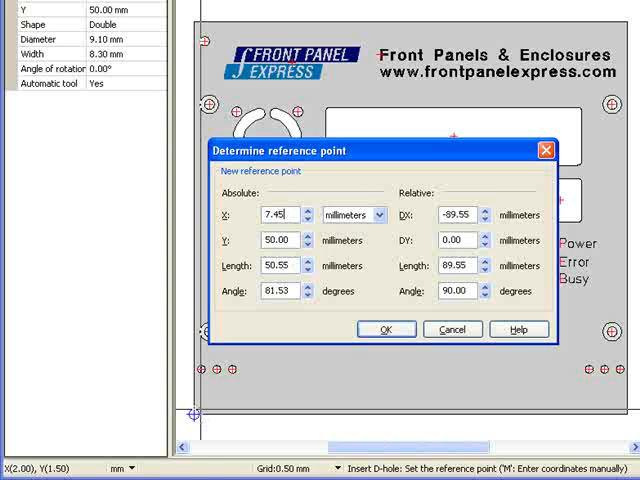 Y 50.00 mm
Shape Double
Diameter 9.10 mm
Width 8.30 mm
Angle of rotation 0.00°
Automatic tool Yes
FRONT PANEL
EXPRESS
Front Panels & Enclosures
www.frontpanelexpress.com
Determine reference point
New reference point
Absolute: Relative:
X: 7.45 millimeters DX: -89.55 millimeters
Y: 50.00 millimeters DY: 0.00 millimeters
Length: 50.55 millimeters Length: 89.55 millimeters
Angle: 81.53 degrees Angle: 90.00 degrees
OK Cancel Help
Power
Error
Busy
X(2.00), Y(1.50) mm Grid:0.50 mm Insert D-hole: Set the reference point ('M': Enter coordinates manually)